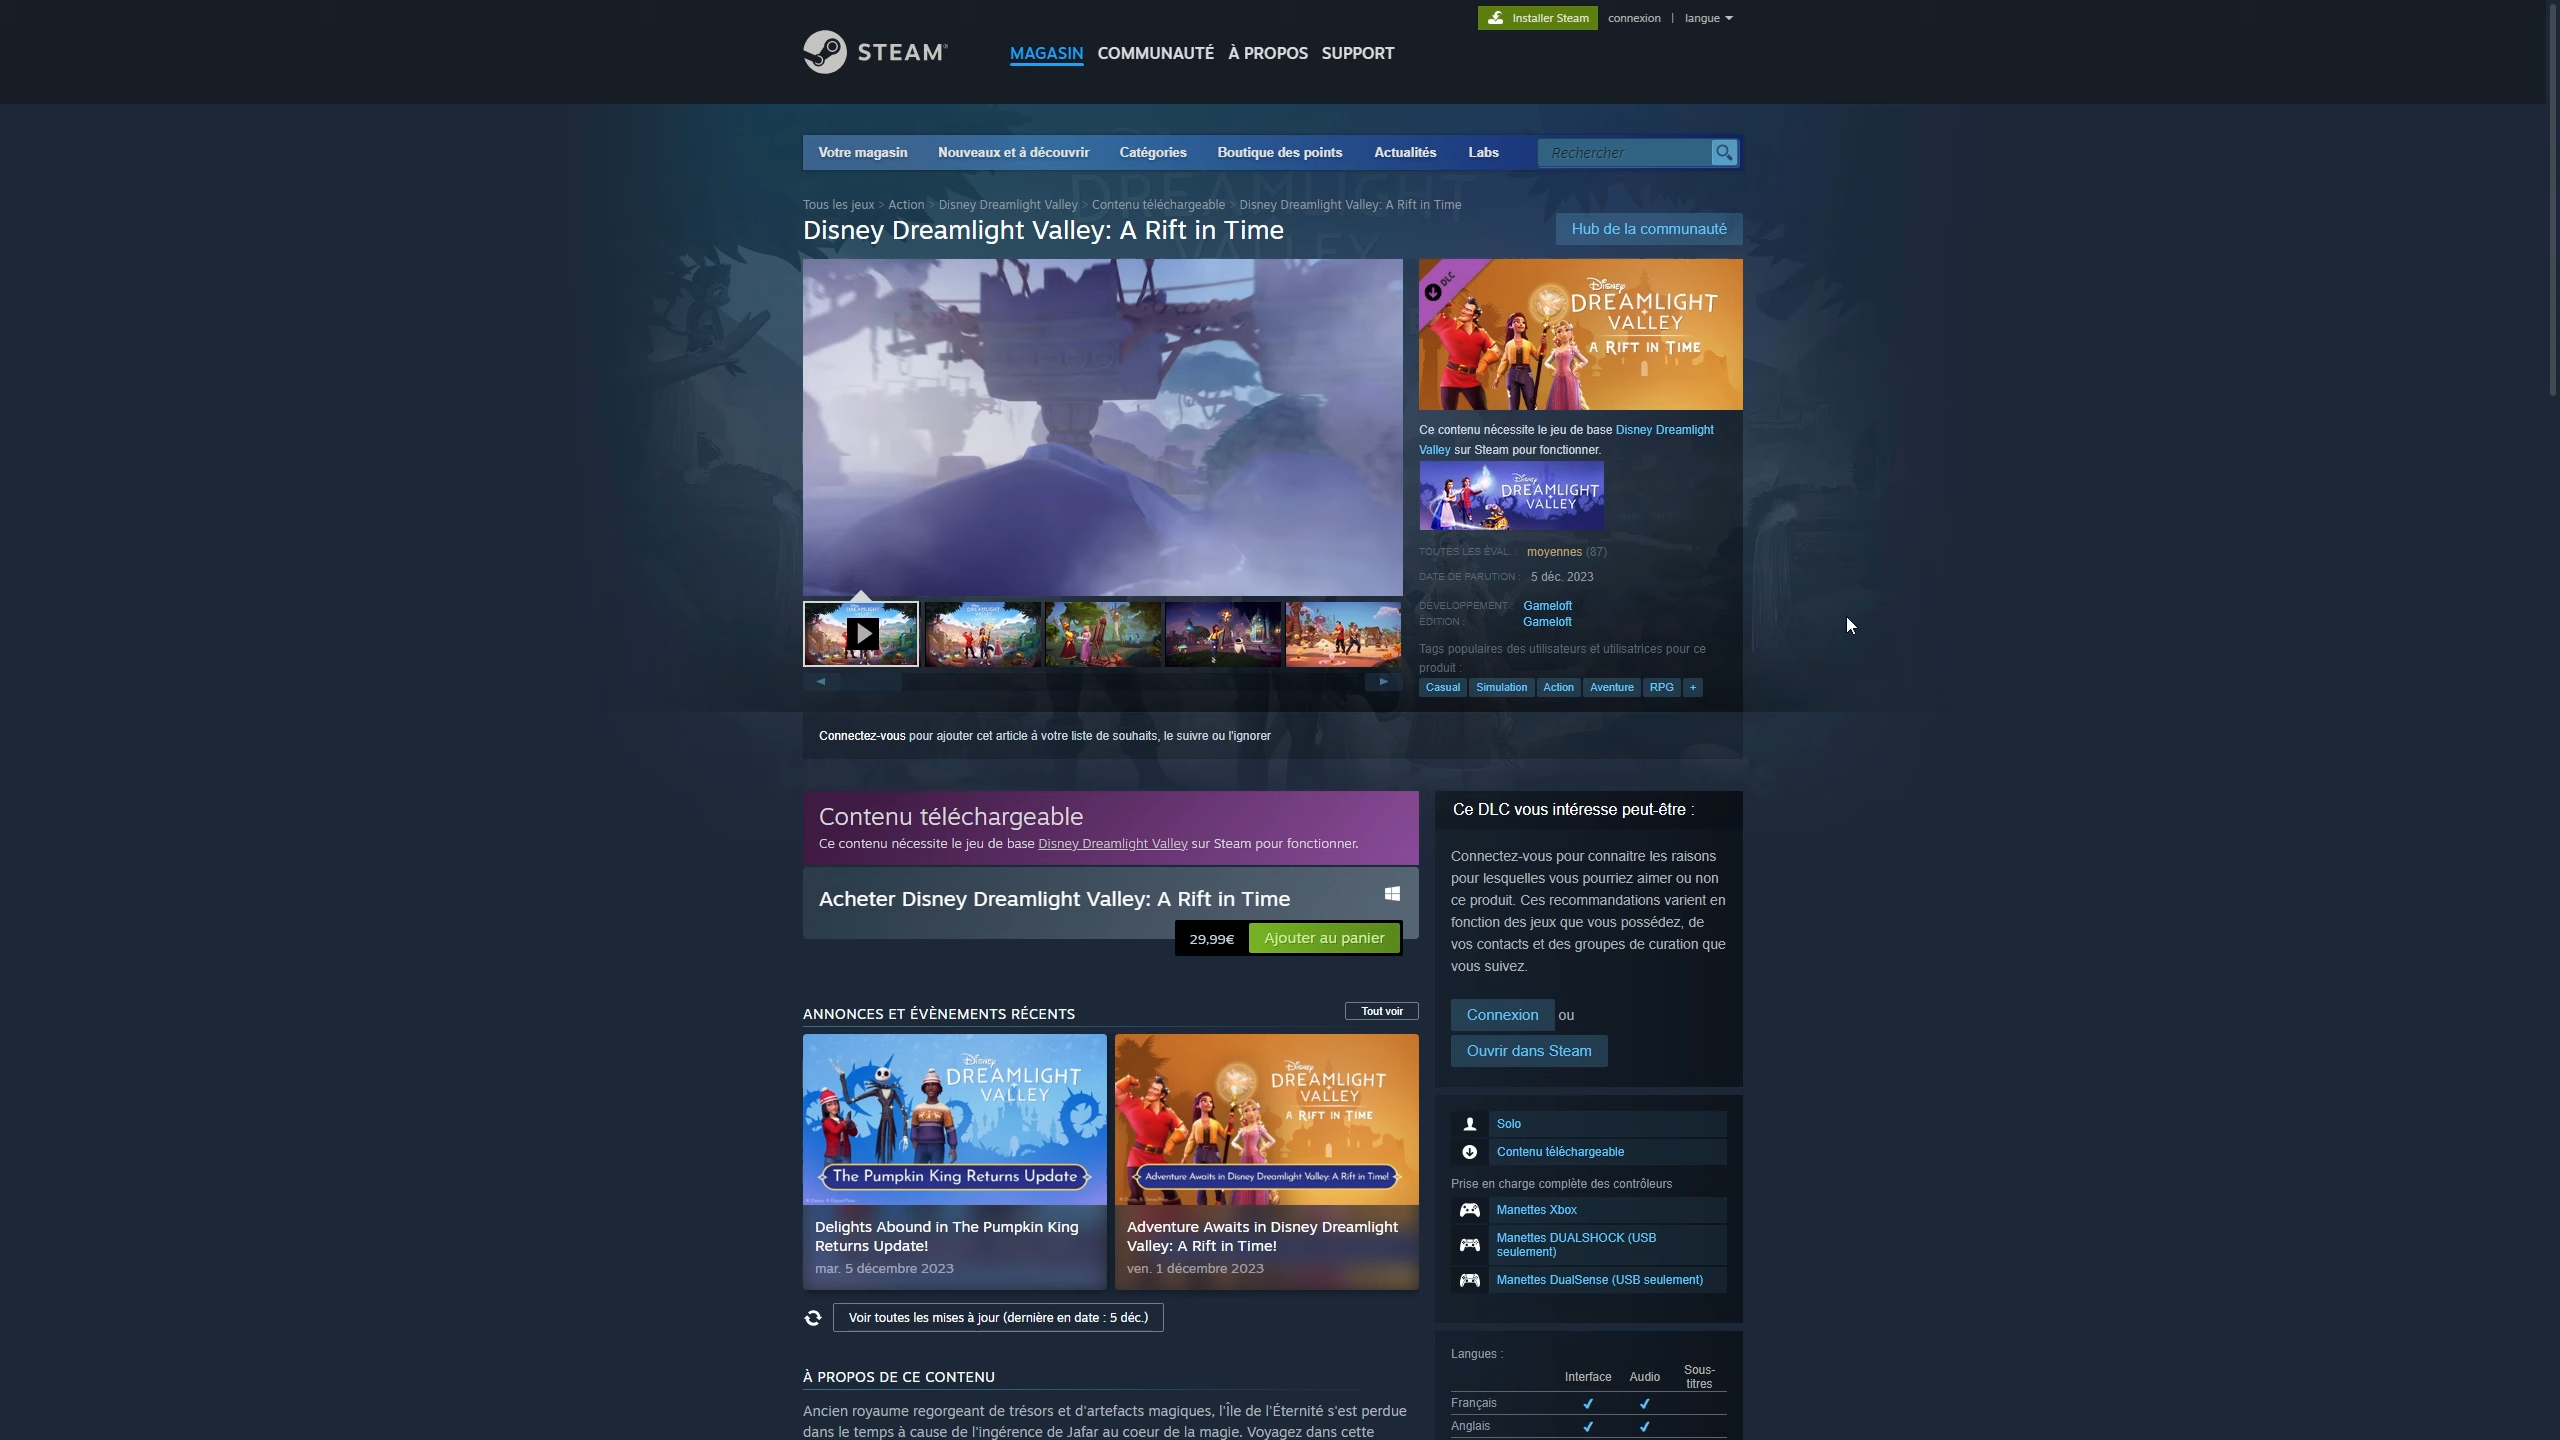 Installer Steam
connexion | langue
STEAM
MAGASIN COMMUNAUTÉ À PROPOS SUPPORT
Votre magasin Nouveaux et à découvrir Catégories Boutique des points Actualités Labs Rechercher
Tous les jeux > Action > Disney Dreamlight Valley > Contenu téléchargeable > Disney Dreamlight Valley: A Rift in Time
Disney Dreamlight Valley: A Rift in Time
Hub de la communauté
DLC
Disney
DREAMLIGHT
VALLEY
A RIFT IN TIME
Ce contenu nécessite le jeu de base Disney Dreamlight
Valley sur Steam pour fonctionner.
Disney
DREAMLIGHT
VALLEY
TOUTES LES ÉVAL. : moyennes (87)
DATE DE PARUTION : 5 déc. 2023
DÉVELOPPEMENT : Gameloft
ÉDITION : Gameloft
Tags populaires des utilisateurs et utilisatrices pour ce
produit :
Casual Simulation Action Aventure RPG +
Connectez-vous pour ajouter cet article à votre liste de souhaits, le suivre ou l'ignorer
Contenu téléchargeable
Ce contenu nécessite le jeu de base Disney Dreamlight Valley sur Steam pour fonctionner.
Acheter Disney Dreamlight Valley: A Rift in Time
29,99€ Ajouter au panier
ANNONCES ET ÉVÈNEMENTS RÉCENTS
Tout voir
Disney
DREAMLIGHT
VALLEY
The Pumpkin King Returns Update
Delights Abound in The Pumpkin King
Returns Update!
mar. 5 décembre 2023
Disney
DREAMLIGHT
VALLEY
A RIFT IN TIME
Adventure Awaits in Disney Dreamlight Valley: A Rift in Time!
Adventure Awaits in Disney Dreamlight
Valley: A Rift in Time!
ven. 1 décembre 2023
Voir toutes les mises à jour (dernière en date : 5 déc.)
À PROPOS DE CE CONTENU
Ancien royaume regorgeant de trésors et d'artefacts magiques, l'Île de l'Éternité s'est perdue
dans le temps à cause de l'ingérence de Jafar au coeur de la magie. Voyagez dans cette
Ce DLC vous intéresse peut-être :
Connectez-vous pour connaitre les raisons
pour lesquelles vous pourriez aimer ou non
ce produit. Ces recommandations varient en
fonction des jeux que vous possédez, de
vos contacts et des groupes de curation que
vous suivez.
Connexion ou
Ouvrir dans Steam
Solo
Contenu téléchargeable
Prise en charge complète des contrôleurs
Manettes Xbox
Manettes DUALSHOCK (USB
seulement)
Manettes DualSense (USB seulement)
Langues :
Interface Audio Sous-
titres
Français ✔ ✔
Anglais ✔ ✔